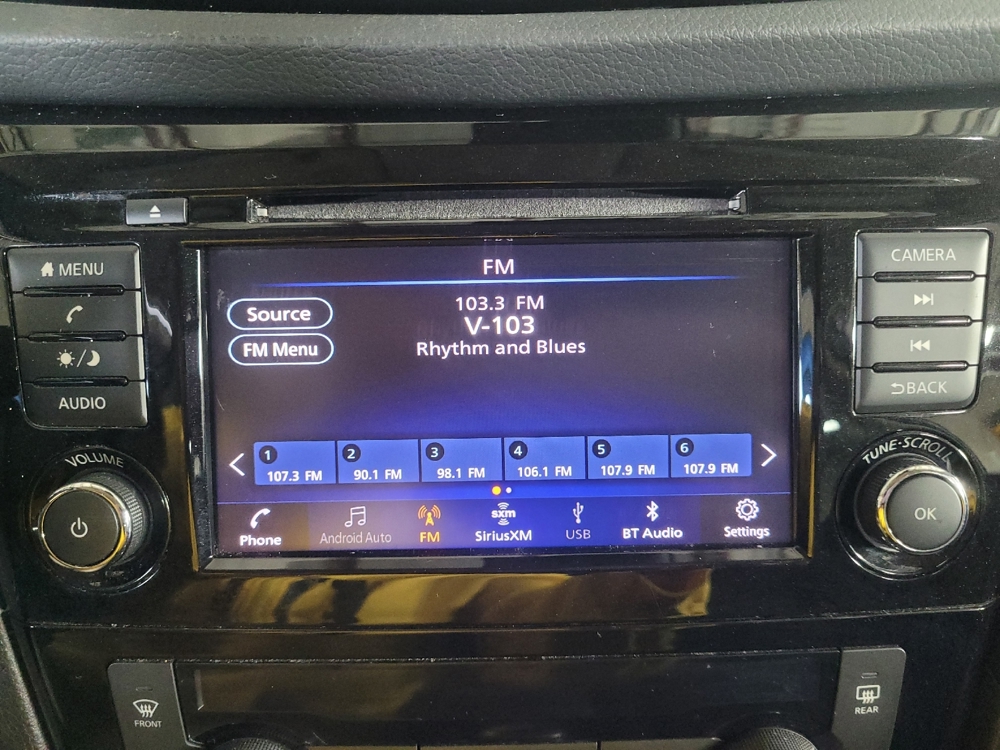 MENU
AUDIO
VOLUME
FM
Source
FM Menu
103.3 FM
V-103
Rhythm and Blues
1
107.3 FM
2
90.1 FM
3
98.1 FM
4
106.1 FM
5
107.9 FM
6
107.9 FM
Phone
Android Auto
FM
sxm
SiriusXM
USB
BT Audio
Settings
CAMERA
BACK
TUNE·SCROLL
OK
FRONT
REAR